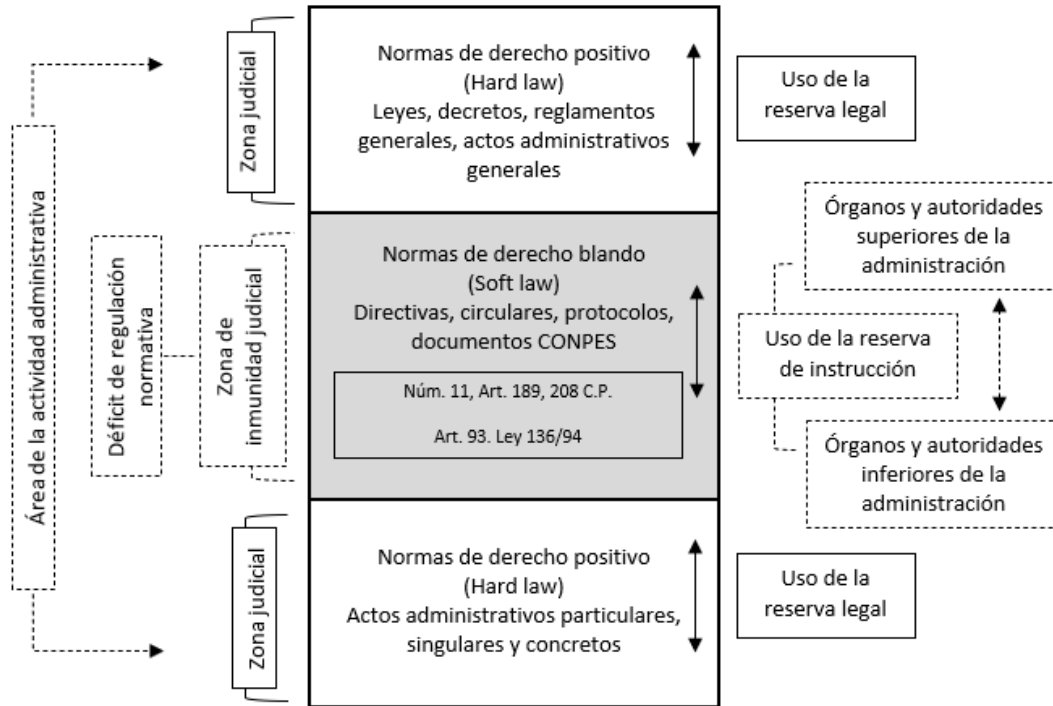 Área de la actividad administrativa
Déficit de regulación
normativa
Zona judicial
Normas de derecho positivo
(Hard law)
Leyes, decretos, reglamentos
generales, actos administrativos
generales
Uso de la
reserva legal
Zona de
inmunidad judicial
Normas de derecho blando
(Soft law)
Directivas, circulares, protocolos,
documentos CONPES
Núm. 11, Art. 189, 208 C.P.
Art. 93. Ley 136/94
Órganos y autoridades
superiores de la
administración
Uso de la reserva
de instrucción
Órganos y autoridades
inferiores de la
administración
Zona judicial
Normas de derecho positivo
(Hard law)
Actos administrativos particulares,
singulares y concretos
Uso de la
reserva legal